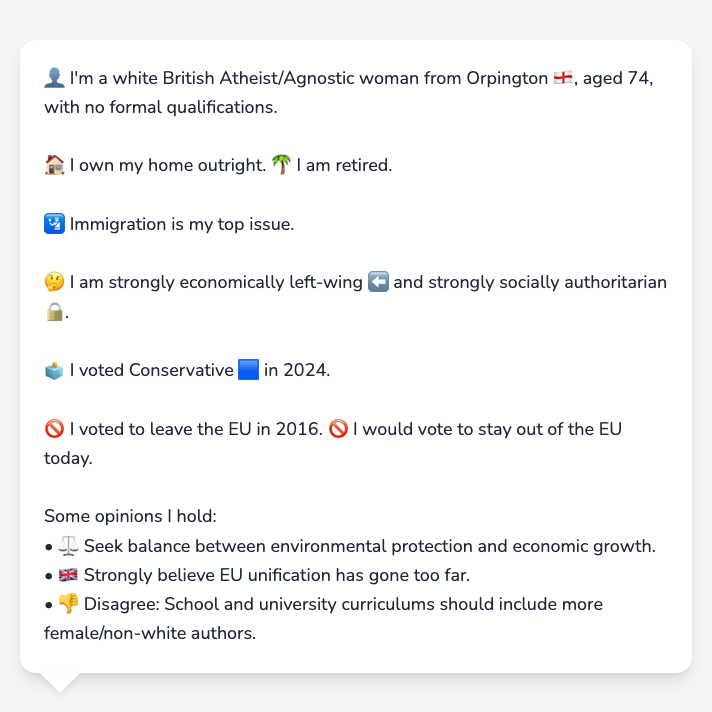 👤 I'm a white British Atheist/Agnostic woman from Orpington 🏴󠁧󠁢󠁥󠁮󠁧󠁿, aged 74,
with no formal qualifications.
🏠 I own my home outright. 🌴 I am retired.
🛂 Immigration is my top issue.
🤔 I am strongly economically left-wing ⬅️ and strongly socially authoritarian
🔒.
🗳️ I voted Conservative 🟦 in 2024.
🚫 I voted to leave the EU in 2016. 🚫 I would vote to stay out of the EU
today.
Some opinions I hold:
• ⚖️ Seek balance between environmental protection and economic growth.
• 🇬🇧 Strongly believe EU unification has gone too far.
• 👎 Disagree: School and university curriculums should include more
female/non-white authors.